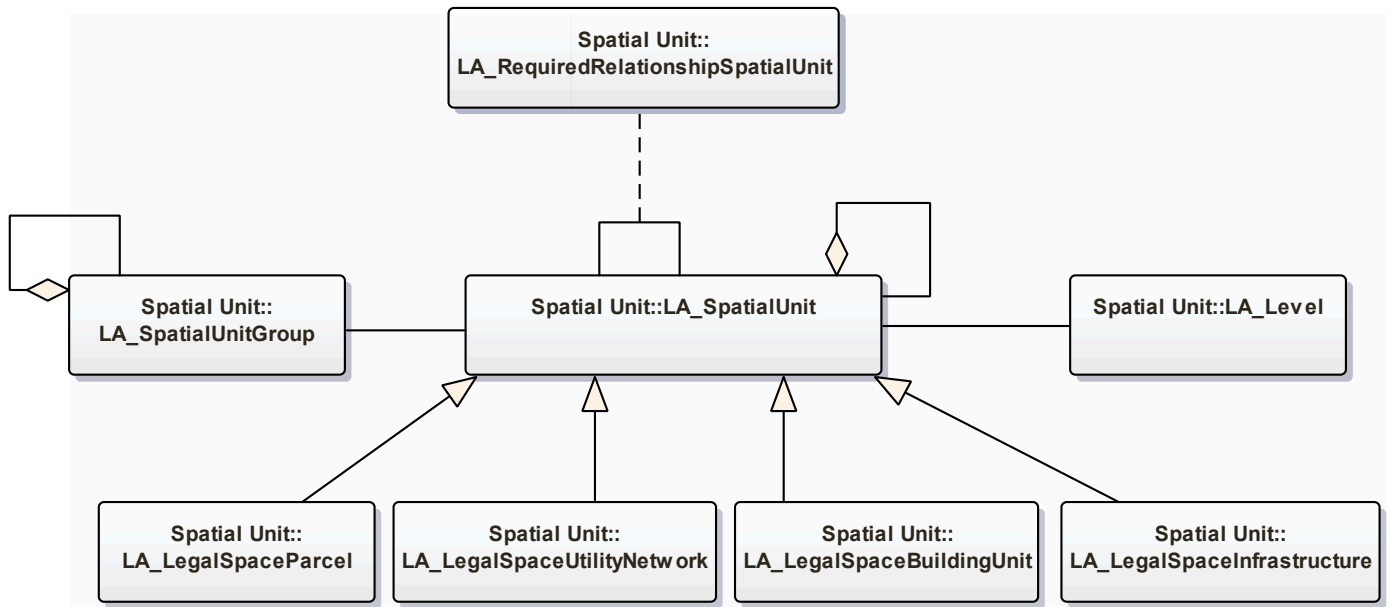 Spatial Unit::
LA_RequiredRelationshipSpatialUnit
Spatial Unit::
LA_SpatialUnitGroup
Spatial Unit::LA_SpatialUnit
Spatial Unit::LA_Level
Spatial Unit::
LA_LegalSpaceParcel
Spatial Unit::
LA_LegalSpaceUtilityNetwork
Spatial Unit::
LA_LegalSpaceBuildingUnit
Spatial Unit::
LA_LegalSpaceInfrastructure